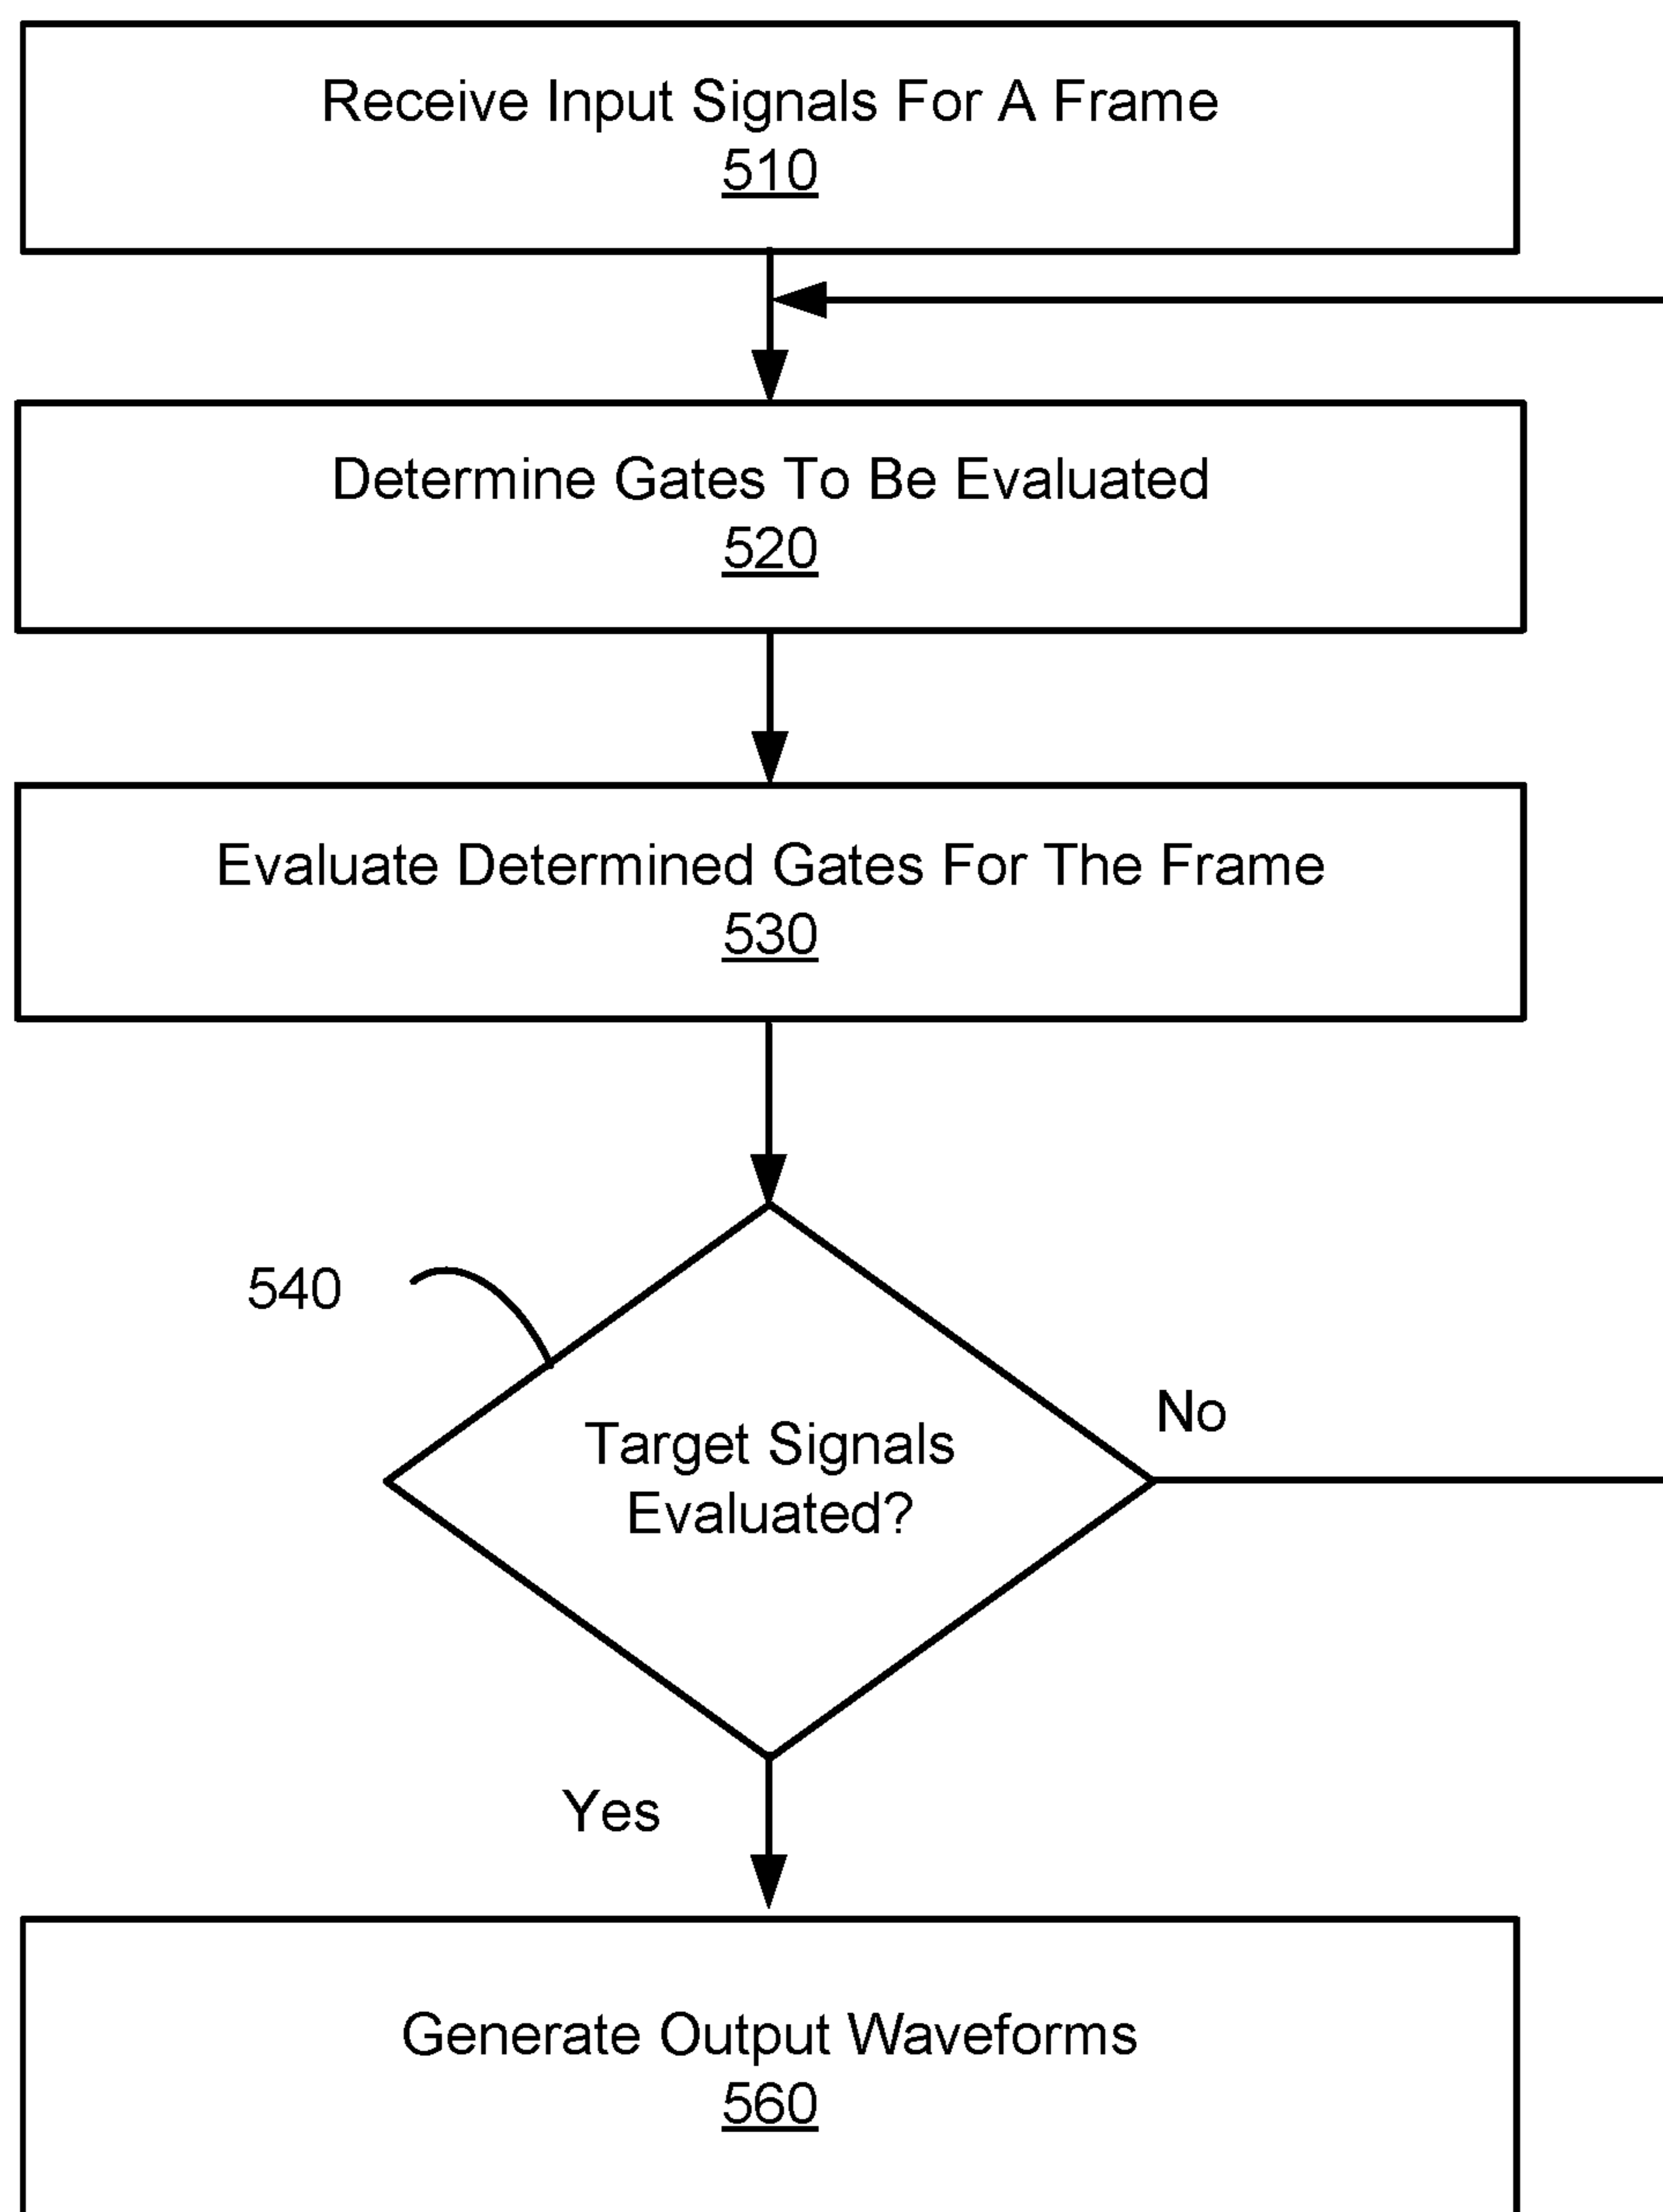 Receive Input Signals For A Frame
510
Determine Gates To Be Evaluated
520
Evaluate Determined Gates For The Frame
530
540
Target Signals
Evaluated?
No
Yes
Generate Output Waveforms
560